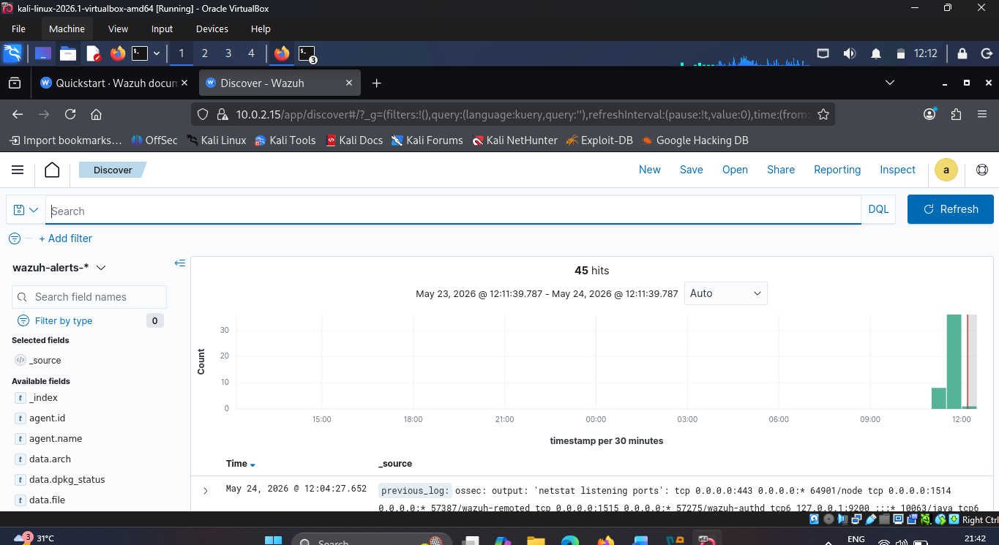 kali-linux-2026.1-virtualbox-amd64 [Running] - Oracle VirtualBox
File Machine View Input Devices Help
1 2 3 4 3 12:12
Quickstart · Wazuh docum Discover - Wazuh
10.0.2.15/app/discover#/?_g=(filters:!(),query:(language:kuery,query:''),refreshInterval:(pause:!t,value:0),time:(from:
Import bookmarks... OffSec Kali Linux Kali Tools Kali Docs Kali Forums Kali NetHunter Exploit-DB Google Hacking DB
Discover New Save Open Share Reporting Inspect a
Search DQL Refresh
+ Add filter
wazuh-alerts-*
45 hits
May 23, 2026 @ 12:11:39.787 - May 24, 2026 @ 12:11:39.787 Auto
Search field names
Filter by type 0
Selected fields
_source
Available fields
t _index
t agent.id
t agent.name
t data.arch
t data.dpkg_status
t data.file
Count
30
20
10
0
15:00 18:00 21:00 00:00 03:00 06:00 09:00 12:00
timestamp per 30 minutes
Time _source
May 24, 2026 @ 12:04:27.652 previous_log: ossec: output: 'netstat listening ports': tcp 0.0.0.0:443 0.0.0.0:* 64901/node tcp 0.0.0.0:1514
0.0.0.0:* 57387/wazuh-remoted tcp 0.0.0.0:1515 0.0.0.0:* 57275/wazuh-authd tcp6 127.0.0.1:9200 :::* 10063/java tcp6
Right Ctrl
3 31°C Search ENG 21:42